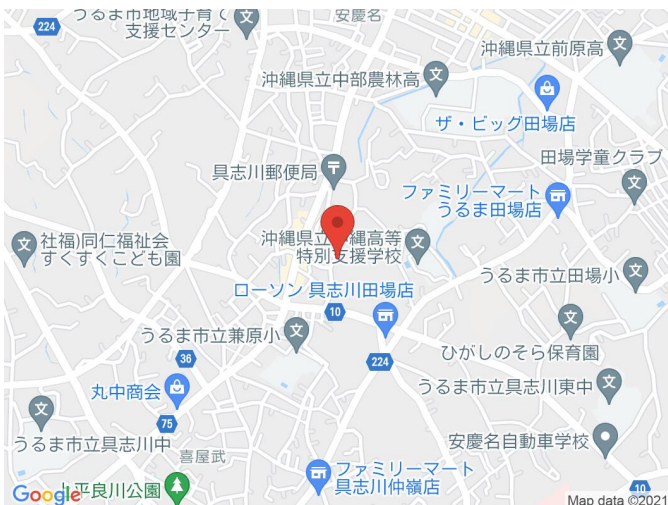 うるま市地域子育て
支援センター
安慶名
224
沖縄県立前原高
沖縄県立中部農林高
ザ・ビッグ田場店
田場学童クラブ
具志川郵便局
ファミリーマート
うるま田場店
社福)同仁福祉会
すくすくこども園
沖縄県立
縄高等
特別支援学校
うるま市立田場小
ローソン 具志川田場店
10
うるま市立兼原小
ひがしのそら保育園
36
224
丸中商会
うるま市立具志川東中
75
うるま市立具志川中
安慶名自動車学校
喜屋武
ファミリーマート
具志川仲嶺店
上平良川公園
10
Google
Map data ©2021